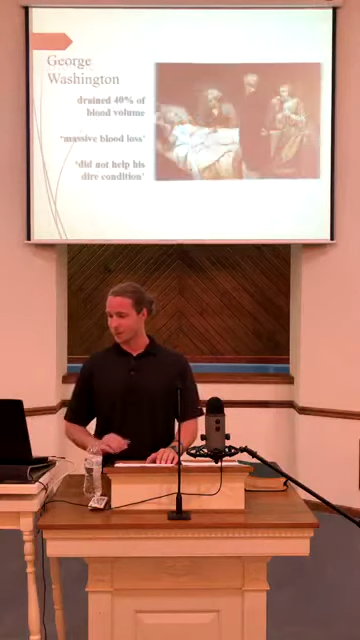 George
Washington
drained 40% of
blood volume
'massive blood loss'
'did not help his
dire condition'